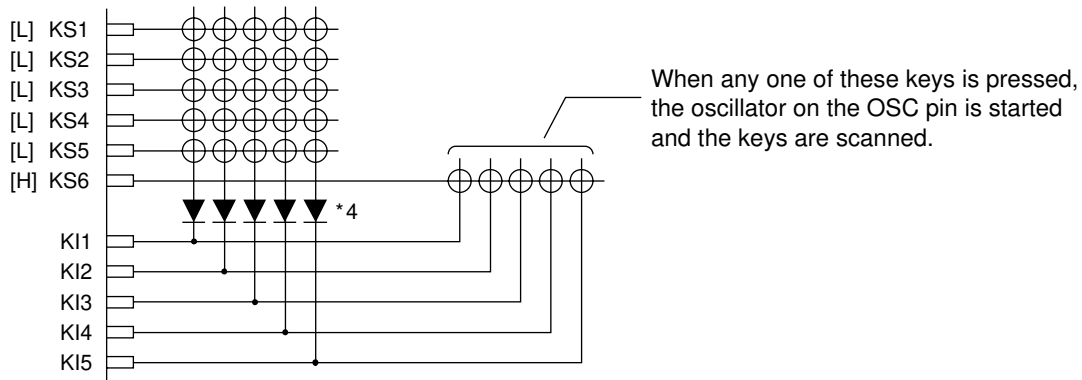 [L] KS1
[L] KS2
[L] KS3
[L] KS4
[L] KS5
[H] KS6
When any one of these keys is pressed,
the oscillator on the OSC pin is started
and the keys are scanned.
*4
KI1
KI2
KI3
KI4
KI5